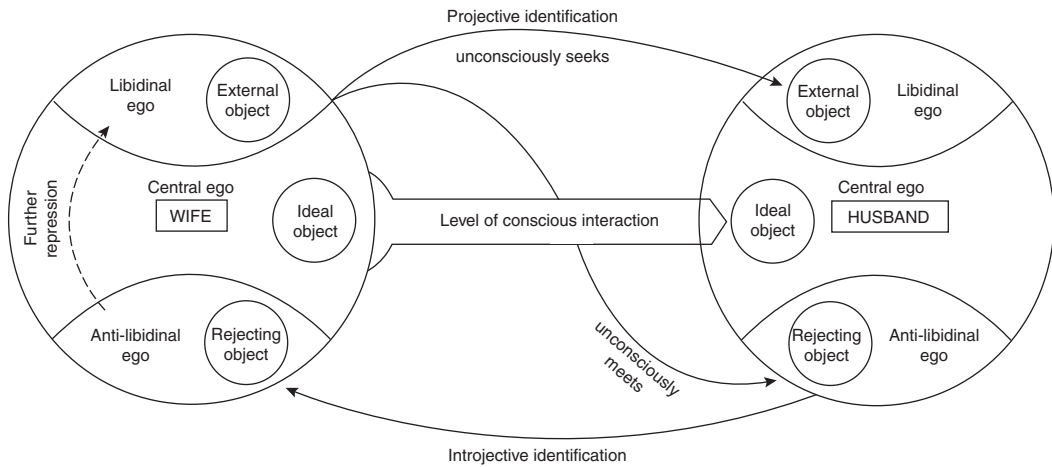 Projective identification
unconsciously seeks
Libidinal
ego
External
object
External
object
Libidinal
ego
Further
repression
Central ego
WIFE
Ideal
object
Level of conscious interaction
Ideal
object
Central ego
HUSBAND
Anti-libidinal
ego
Rejecting
object
unconsciously
meets
Rejecting
object
Anti-libidinal
ego
Introjective identification